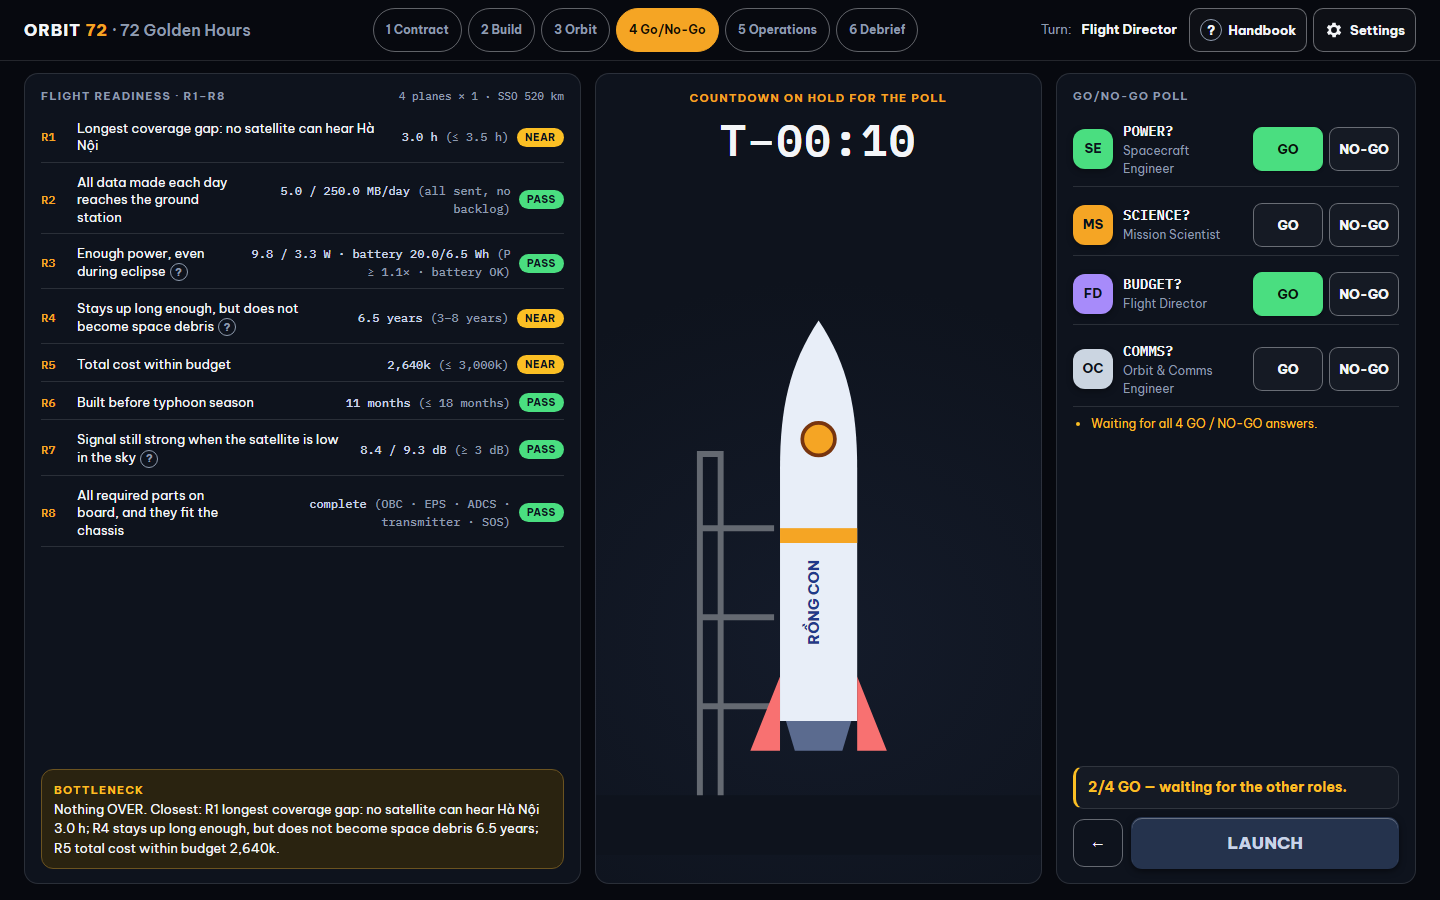 ORBIT 72 · 72 Golden Hours
1 Contract
2 Build
3 Orbit
4 Go/No-Go
5 Operations
6 Debrief
Turn: Flight Director
? Handbook
Settings
FLIGHT READINESS · R1–R8
4 planes × 1 · SSO 520 km
R1
Longest coverage gap: no satellite can hear Hà
Nội
3.0 h (≤ 3.5 h)
NEAR
R2
All data made each day
reaches the ground
station
5.0 / 250.0 MB/day (all sent, no
backlog)
PASS
R3
Enough power, even
during eclipse ?
9.8 / 3.3 W · battery 20.0/6.5 Wh (P
≥ 1.1× · battery OK)
PASS
R4
Stays up long enough, but does not
become space debris ?
6.5 years (3–8 years)
NEAR
R5
Total cost within budget
2,640k (≤ 3,000k)
NEAR
R6
Built before typhoon season
11 months (≤ 18 months)
PASS
R7
Signal still strong when the satellite is low
in the sky ?
8.4 / 9.3 dB (≥ 3 dB)
PASS
R8
All required parts on
board, and they fit the
chassis
complete (OBC · EPS · ADCS ·
transmitter · SOS)
PASS
BOTTLENECK
Nothing OVER. Closest: R1 longest coverage gap: no satellite can hear Hà Nội
3.0 h; R4 stays up long enough, but does not become space debris 6.5 years;
R5 total cost within budget 2,640k.
COUNTDOWN ON HOLD FOR THE POLL
T−00:10
RỒNG CON
GO/NO-GO POLL
SE
POWER?
Spacecraft
Engineer
GO
NO-GO
MS
SCIENCE?
Mission Scientist
GO
NO-GO
FD
BUDGET?
Flight Director
GO
NO-GO
OC
COMMS?
Orbit & Comms
Engineer
GO
NO-GO
• Waiting for all 4 GO / NO-GO answers.
2/4 GO — waiting for the other roles.
←
LAUNCH